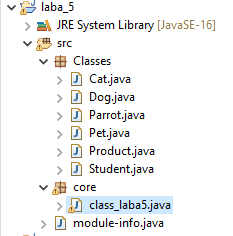 laba_5
JRE System Library [JavaSE-16]
src
Classes
Cat.java
Dog.java
Parrot.java
Pet.java
Product.java
Student.java
core
class_laba5.java
module-info.java